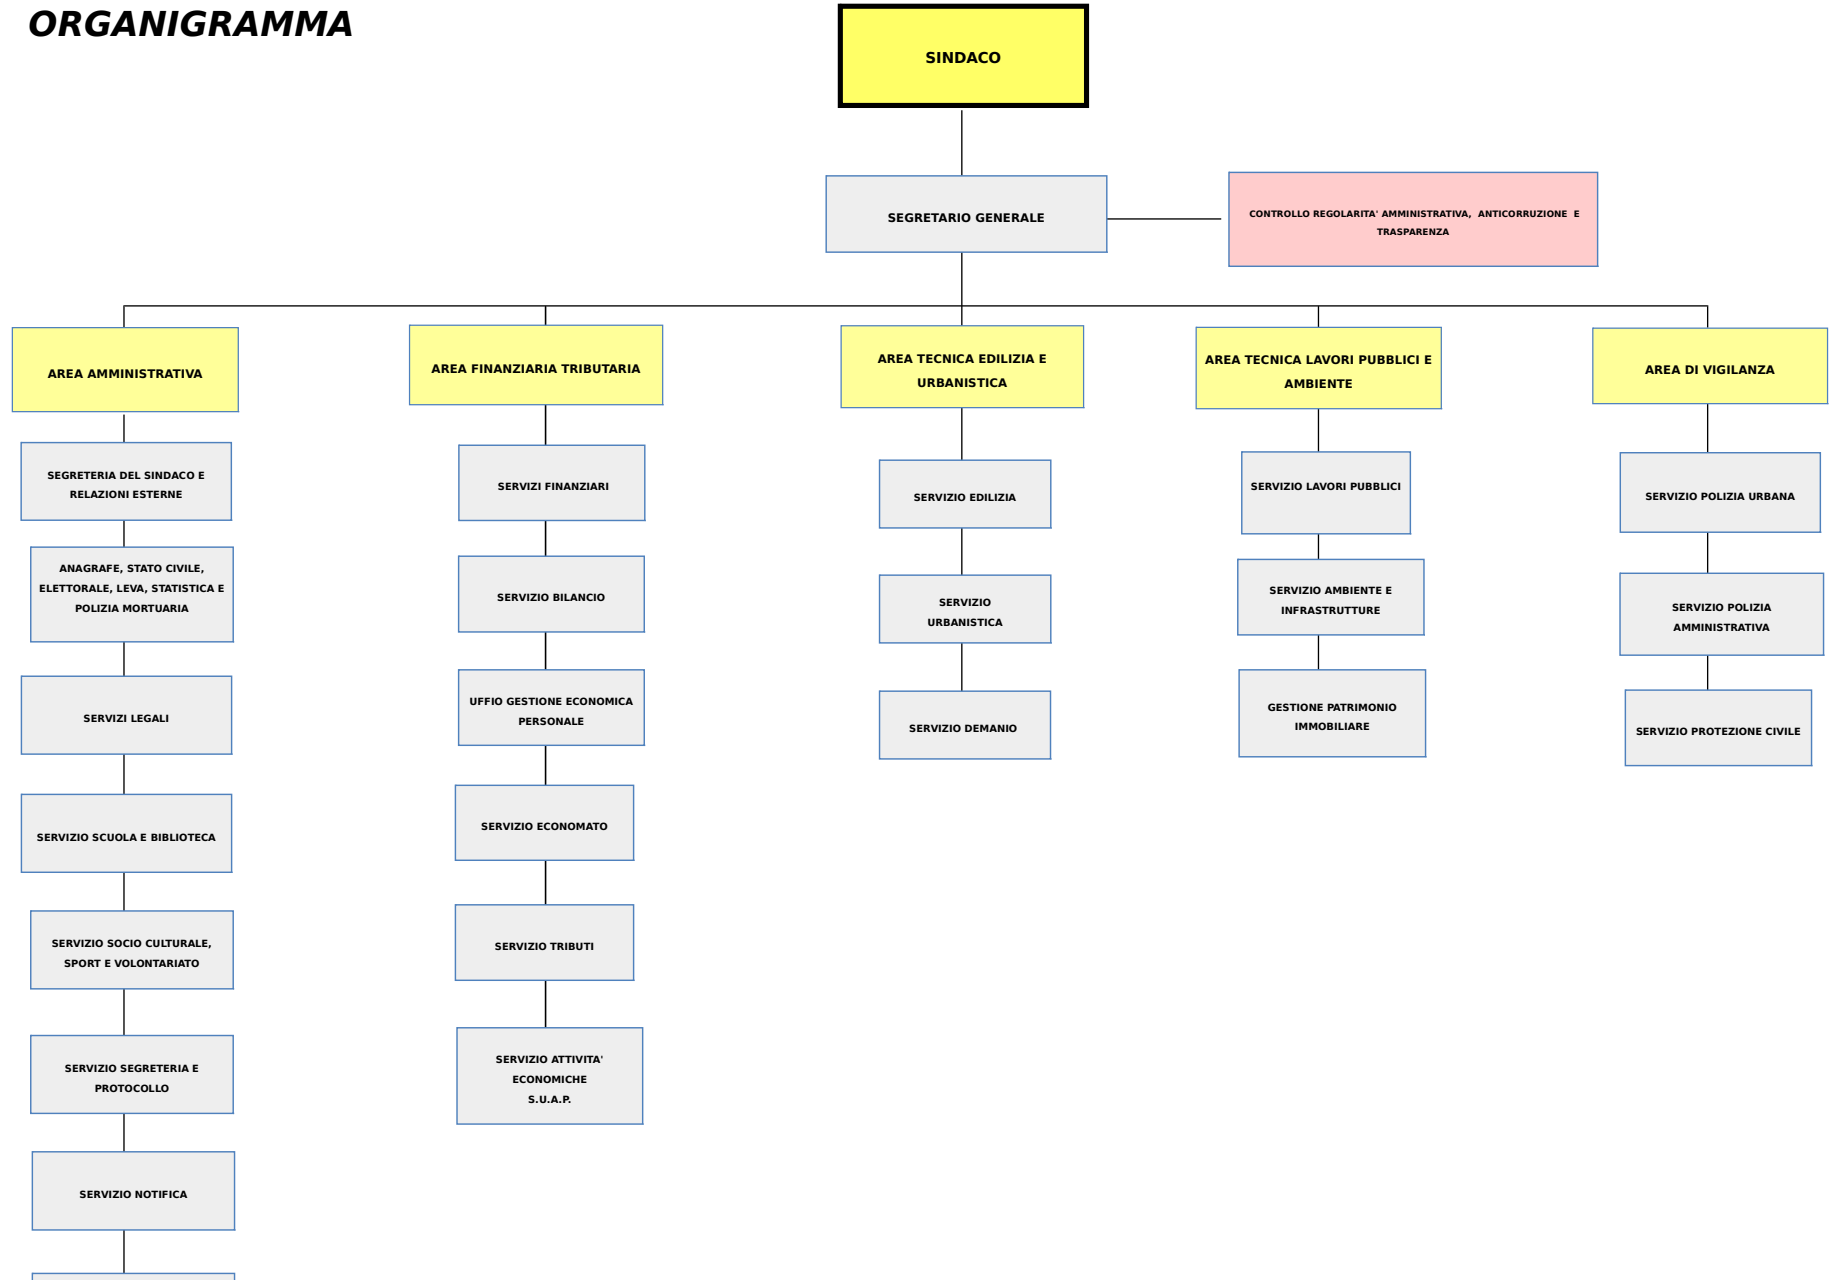 ORGANIGRAMMA
SINDACO
SEGRETARIO GENERALE
CONTROLLO REGOLARITA' AMMINISTRATIVA, ANTICORRUZIONE E
TRASPARENZA
AREA AMMINISTRATIVA
SEGRETERIA DEL SINDACO E
RELAZIONI ESTERNE
ANAGRAFE, STATO CIVILE,
ELETTORALE, LEVA, STATISTICA E
POLIZIA MORTUARIA
SERVIZI LEGALI
SERVIZIO SCUOLA E BIBLIOTECA
SERVIZIO SOCIO CULTURALE,
SPORT E VOLONTARIATO
SERVIZIO SEGRETERIA E
PROTOCOLLO
SERVIZIO NOTIFICA
AREA FINANZIARIA TRIBUTARIA
SERVIZI FINANZIARI
SERVIZIO BILANCIO
UFFIO GESTIONE ECONOMICA
PERSONALE
SERVIZIO ECONOMATO
SERVIZIO TRIBUTI
SERVIZIO ATTIVITA'
ECONOMICHE
S.U.A.P.
AREA TECNICA EDILIZIA E
URBANISTICA
SERVIZIO EDILIZIA
SERVIZIO
URBANISTICA
SERVIZIO DEMANIO
AREA TECNICA LAVORI PUBBLICI E
AMBIENTE
SERVIZIO LAVORI PUBBLICI
SERVIZIO AMBIENTE E
INFRASTRUTTURE
GESTIONE PATRIMONIO
IMMOBILIARE
AREA DI VIGILANZA
SERVIZIO POLIZIA URBANA
SERVIZIO POLIZIA
AMMINISTRATIVA
SERVIZIO PROTEZIONE CIVILE